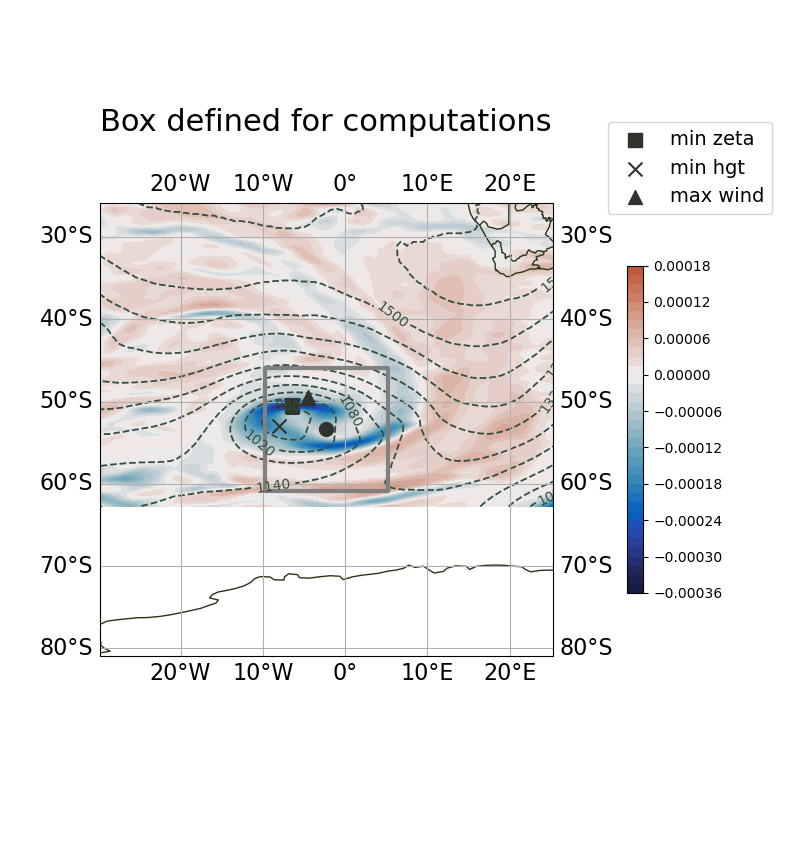 Box defined for computations
min zeta
min hgt
max wind
20°W 10°W 0° 10°E 20°E
30°S 30°S
40°S 40°S
50°S 50°S
60°S 60°S
70°S 70°S
80°S 80°S
20°W 10°W 0° 10°E 20°E
1500
1080
1020
1140
0.00018
0.00012
0.00006
0.00000
−0.00006
−0.00012
−0.00018
−0.00024
−0.00030
−0.00036